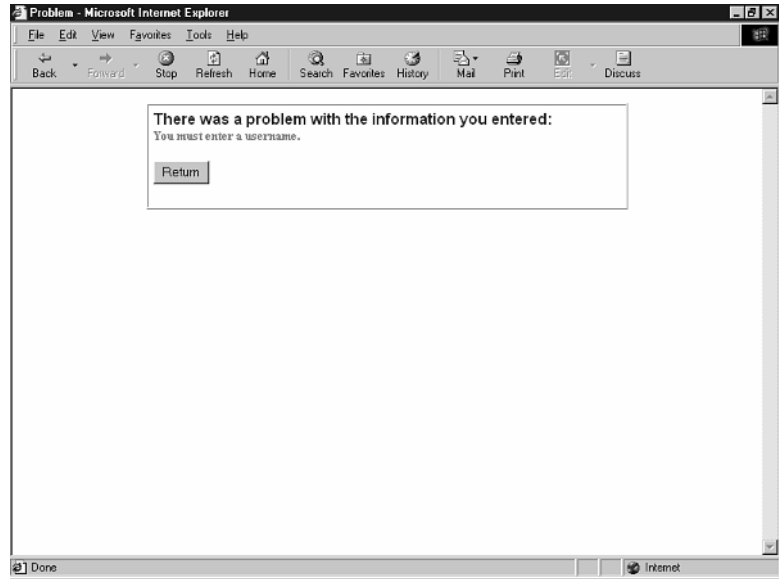 Problem - Microsoft Internet Explorer
File Edit View Favorites Tools Help
Back Forward Stop Refresh Home Search Favorites History Mail Print Edit Discuss
There was a problem with the information you entered:
You must enter a username.
Return
Done Internet